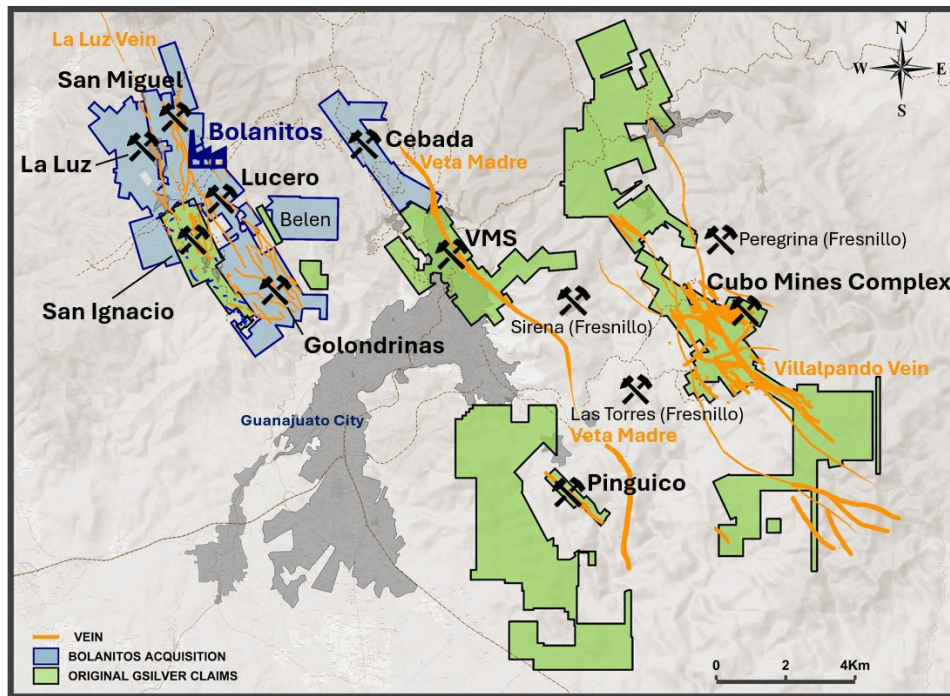 La Luz Vein
N
W
E
S
San Miguel
Bolanitos
Cebada
La Luz
Veta Madre
Lucero
Belen
VMS
Peregrina (Fresnillo)
Cubo Mines Complex
San Ignacio
Sirena (Fresnillo)
Golondrinas
Villalpando Vein
Las Torres (Fresnillo)
Guanajuato City
Veta Madre
Pinguico
VEIN
BOLANITOS ACQUISITION
ORIGINAL GSILVER CLAIMS
0 2 4Km